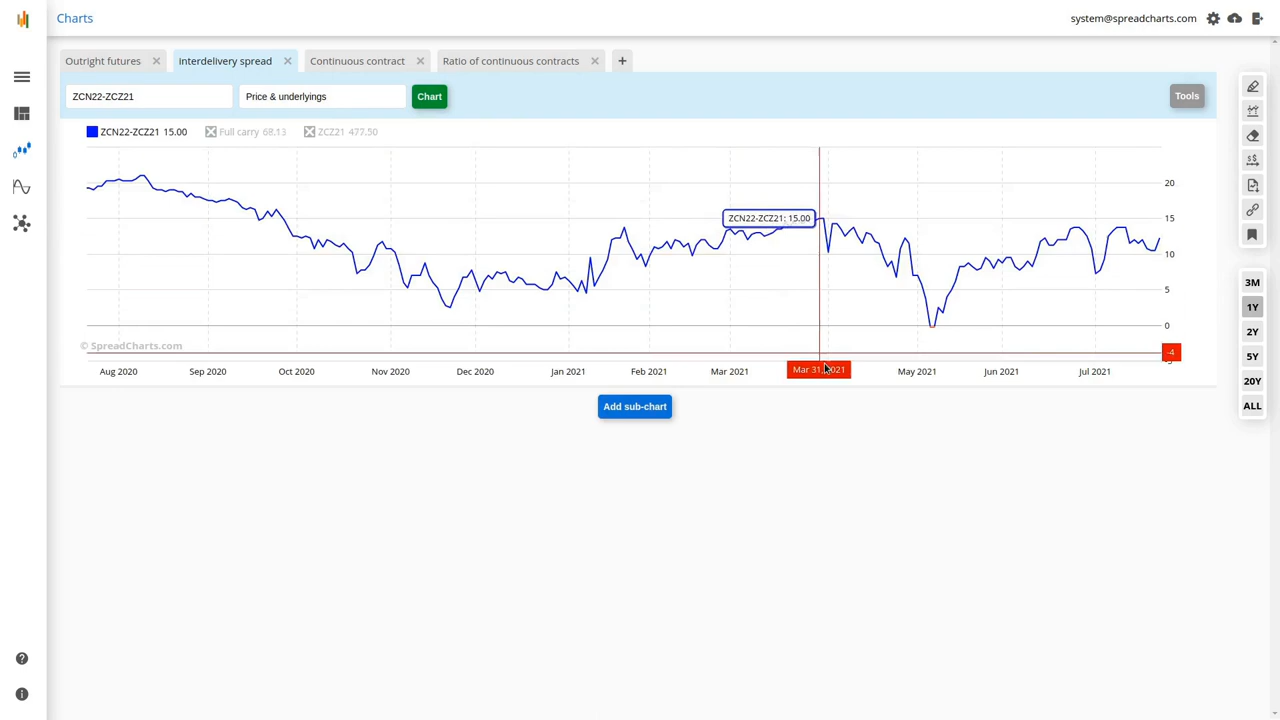 Charts
system@spreadcharts.com
Outright futures
Interdelivery spread
Continuous contract
Ratio of continuous contracts
+
ZCN22-ZCZ21
Price & underlyings
Chart
Tools
ZCN22-ZCZ21 15.00
Full carry 68.13
ZCZ21 477.50
20
15
10
5
0
-4
ZCN22-ZCZ21: 15.00
© SpreadCharts.com
Aug 2020
Sep 2020
Oct 2020
Nov 2020
Dec 2020
Jan 2021
Feb 2021
Mar 2021
Mar 31, 2021
May 2021
Jun 2021
Jul 2021
Add sub-chart
3M
1Y
2Y
5Y
20Y
ALL